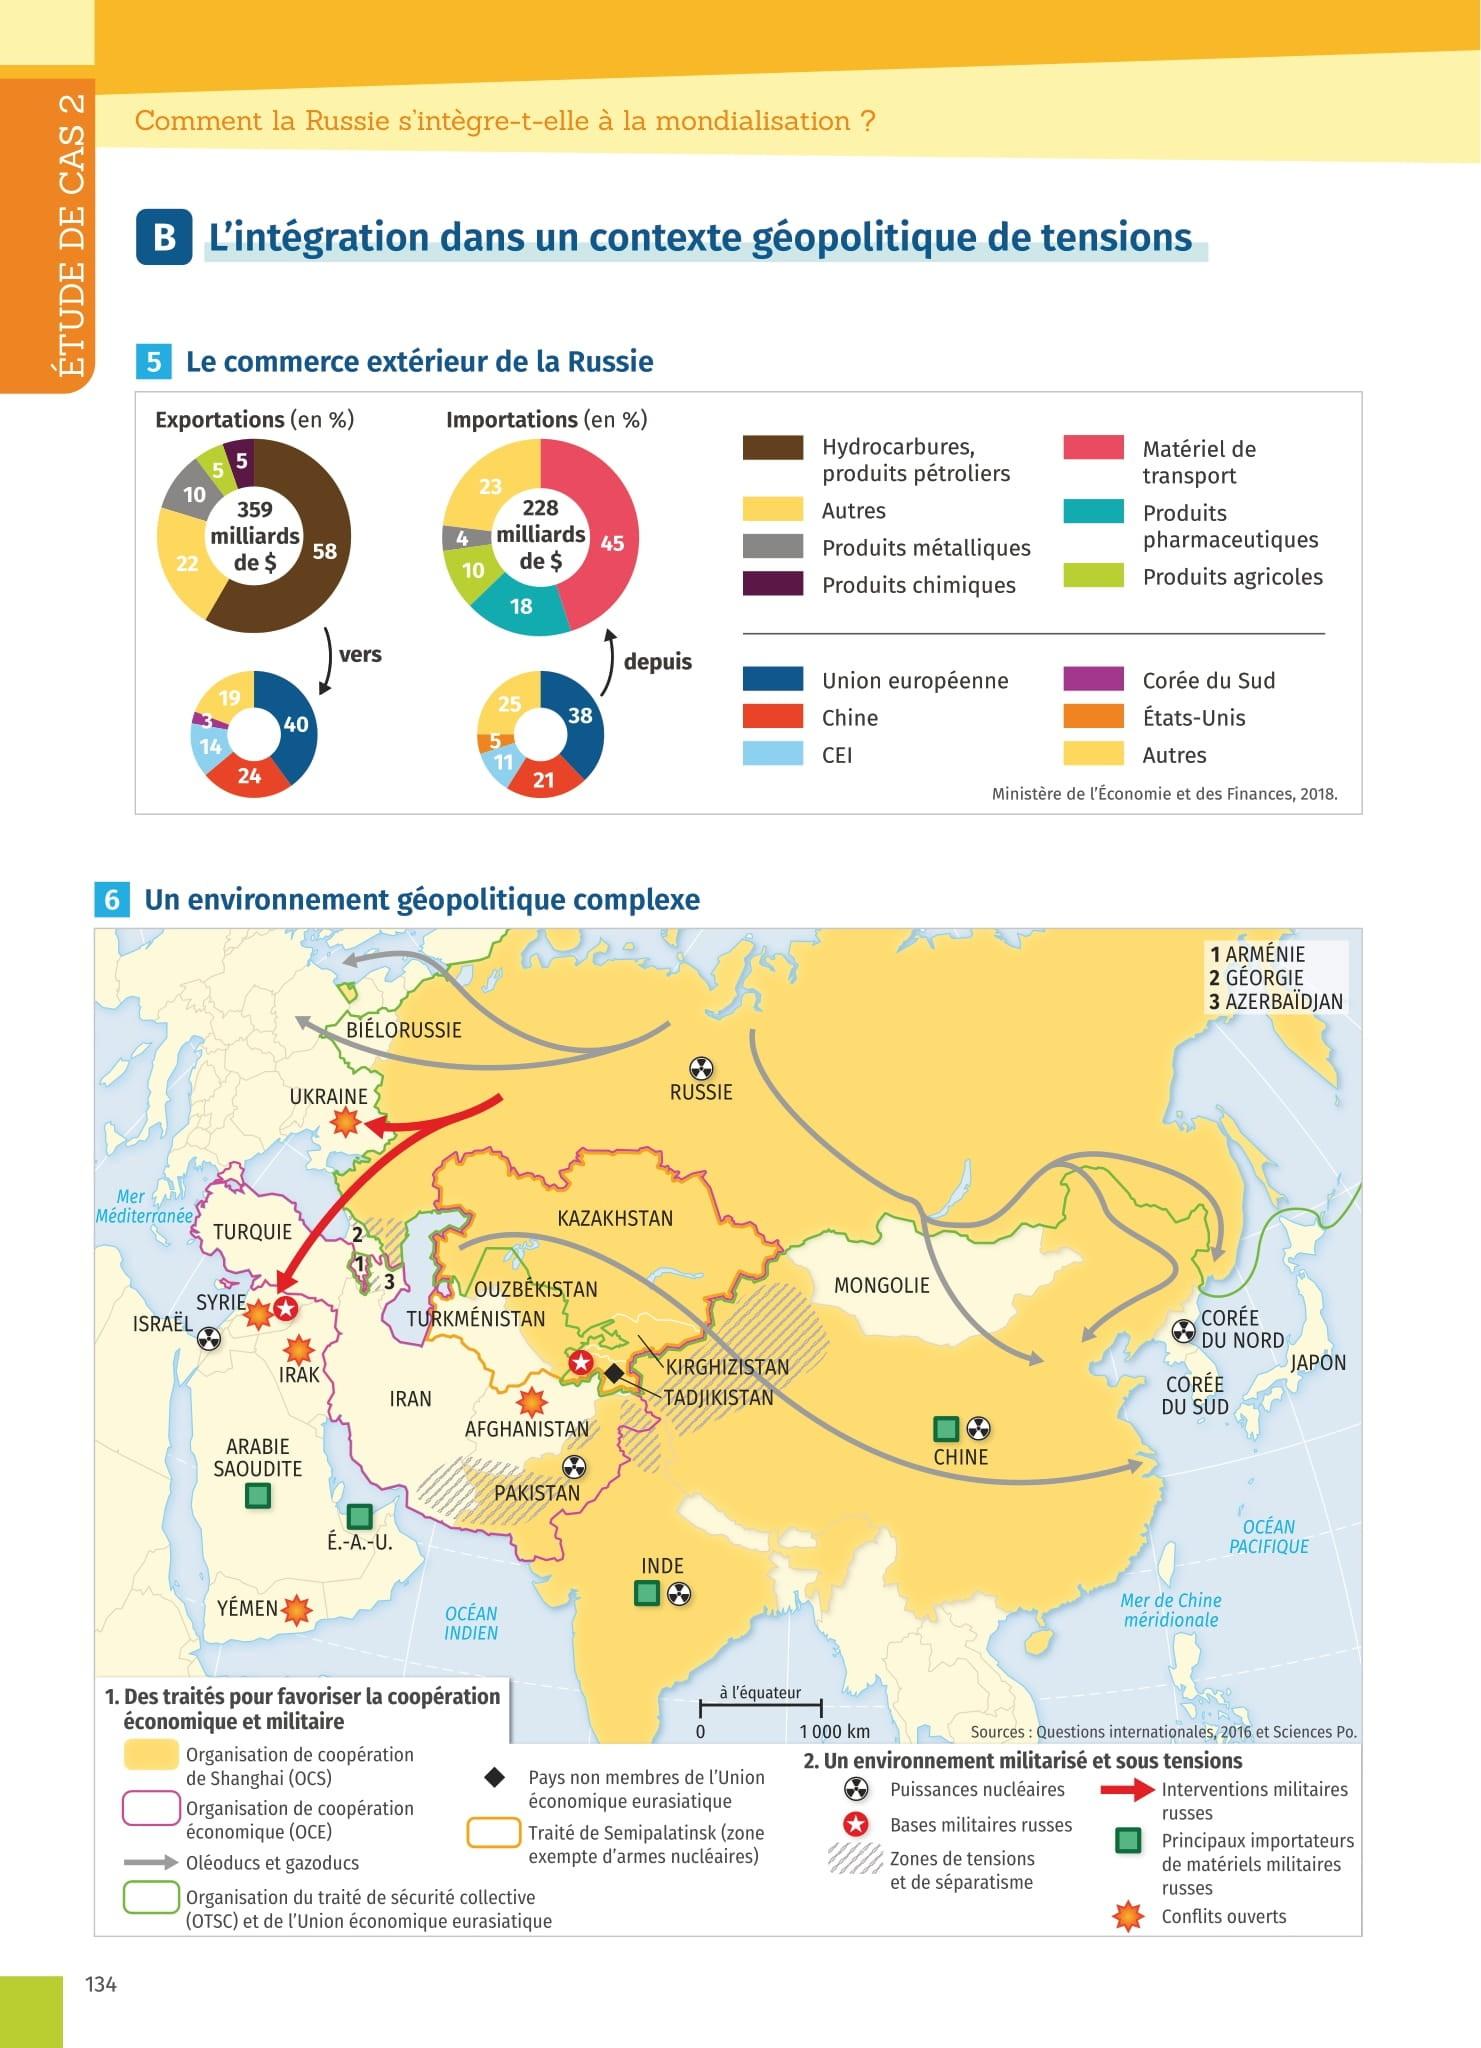 ÉTUDE DE CAS 2
Comment la Russie s'intègre-t-elle à la mondialisation ?
B L'intégration dans un contexte géopolitique de tensions
5 Le commerce extérieur de la Russie
Exportations (en %)
5
5
10
22
58
359
milliards
de $
vers
19
3
14
24
40
Importations (en %)
23
4
10
18
45
228
milliards
de $
depuis
25
5
11
21
38
Hydrocarbures,
produits pétroliers
Autres
Produits métalliques
Produits chimiques
Matériel de
transport
Produits
pharmaceutiques
Produits agricoles
Union européenne
Chine
CEI
Corée du Sud
États-Unis
Autres
Ministère de l'Économie et des Finances, 2018.
6 Un environnement géopolitique complexe
1 ARMÉNIE
2 GÉORGIE
3 AZERBAÏDJAN
BIÉLORUSSIE
RUSSIE
UKRAINE
Mer
Méditerranée
TURQUIE
KAZAKHSTAN
2
1
3
OUZBÉKISTAN
MONGOLIE
SYRIE
TURKMÉNISTAN
ISRAËL
CORÉE
DU NORD
JAPON
IRAK
KIRGHIZISTAN
TADJIKISTAN
IRAN
CORÉE
DU SUD
AFGHANISTAN
ARABIE
SAOUDITE
CHINE
PAKISTAN
É.-A.-U.
OCÉAN
PACIFIQUE
INDE
YÉMEN
OCÉAN
INDIEN
Mer de Chine
méridionale
à l'équateur
0 1 000 km
Sources : Questions internationales, 2016 et Sciences Po.
1. Des traités pour favoriser la coopération
économique et militaire
Organisation de coopération
de Shanghai (OCS)
Organisation de coopération
économique (OCE)
Oléoducs et gazoducs
Organisation du traité de sécurité collective
(OTSC) et de l'Union économique eurasiatique
Pays non membres de l'Union
économique eurasiatique
Traité de Semipalatinsk (zone
exempte d'armes nucléaires)
2. Un environnement militarisé et sous tensions
Puissances nucléaires
Bases militaires russes
Zones de tensions
et de séparatisme
Interventions militaires
russes
Principaux importateurs
de matériels militaires
russes
Conflits ouverts
134